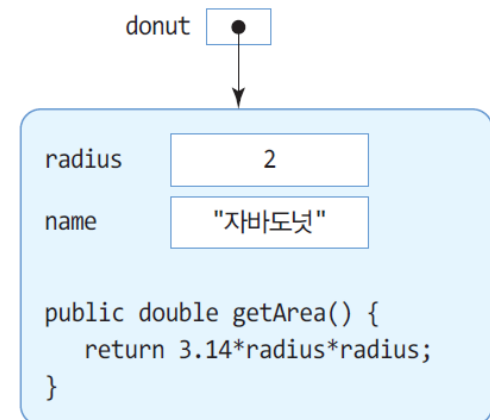 donut
radius 2
name "자바도넛"
public double getArea() {
return 3.14*radius*radius;
}